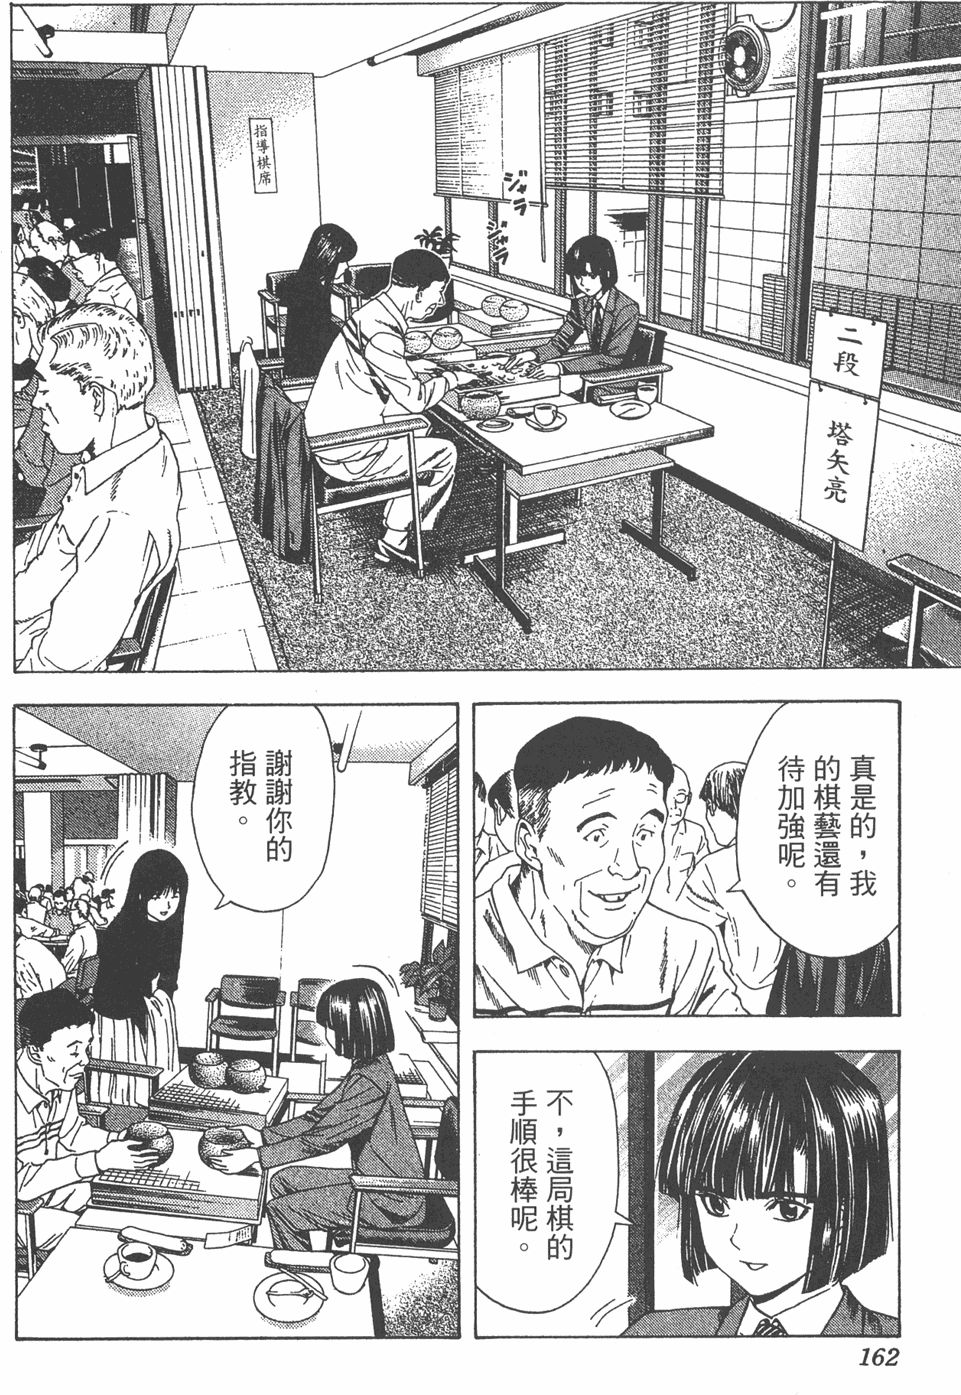 指導棋席
ジャラ
ジャラ
二段
塔矢亮
真是的，我
的棋藝還有
待加強呢。
不，這局棋的
手順很棒呢。
謝謝你的
指教。
162